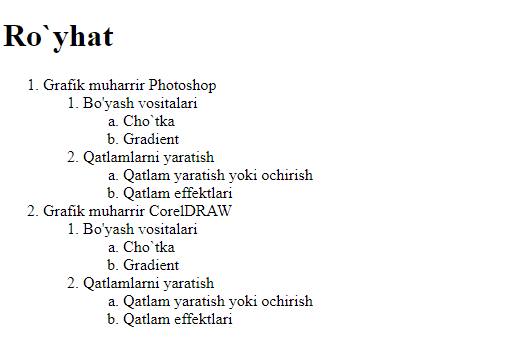 Ro`yhat
1. Grafik muharrir Photoshop
1. Bo'yash vositalari
a. Cho`tka
b. Gradient
2. Qatlamlarni yaratish
a. Qatlam yaratish yoki ochirish
b. Qatlam effektlari
2. Grafik muharrir CorelDRAW
1. Bo'yash vositalari
a. Cho`tka
b. Gradient
2. Qatlamlarni yaratish
a. Qatlam yaratish yoki ochirish
b. Qatlam effektlari